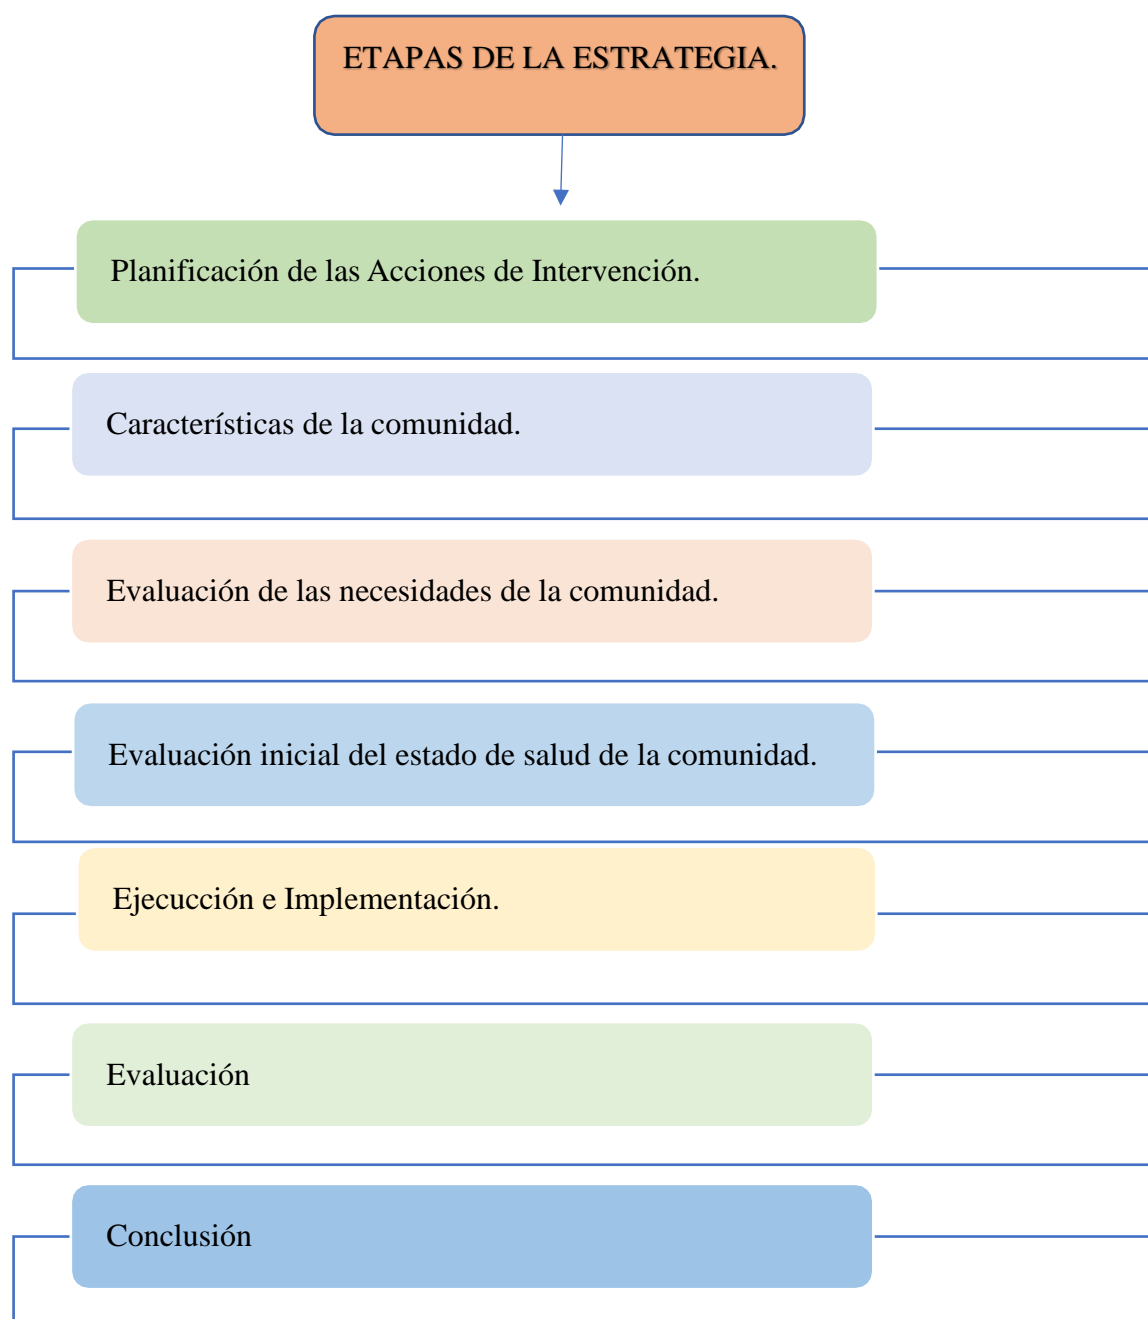 ETAPAS DE LA ESTRATEGIA.
Planificación de las Acciones de Intervención.
Características de la comunidad.
Evaluación de las necesidades de la comunidad.
Evaluación inicial del estado de salud de la comunidad.
Ejecucción e Implementación.
Evaluación
Conclusión